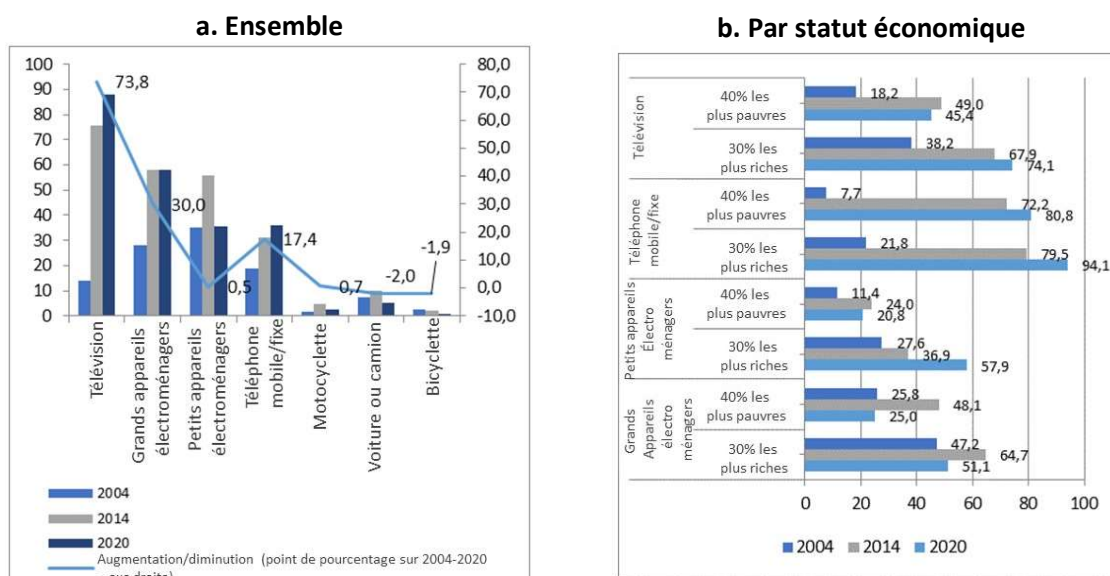 a. Ensemble
100
90
80
70
60
50
40
30
20
10
0
80,0
70,0
60,0
50,0
40,0
30,0
20,0
10,0
0,0
-10,0
73,8
30,0
0,5
17,4
0,7
-2,0
-1,9
Télévision
Grands appareils
électroménagers
Petits appareils
électroménagers
Téléphone
mobile/fixe
Motocyclette
Voiture ou camion
Bicyclette
2004
2014
2020
Augmentation/diminution (point de pourcentage sur 2004-2020
b. Par statut économique
Télévision
40% les
plus pauvres
18,2
49,0
45,4
30% les
plus riches
38,2
67,9
74,1
Téléphone
mobile/fixe
40% les
plus pauvres
7,7
72,2
80,8
30% les
plus riches
21,8
79,5
94,1
Petits appareils
Électro
ménagers
40% les
plus pauvres
11,4
24,0
20,8
30% les
plus riches
27,6
36,9
57,9
Grands
Appareils
électro
ménagers
40% les
plus pauvres
25,8
48,1
25,0
30% les
plus riches
47,2
64,7
51,1
0 20 40 60 80 100
2004 2014 2020